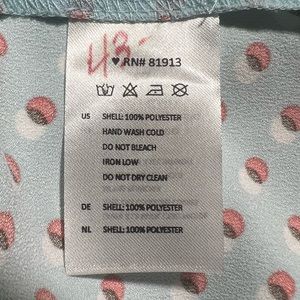 43-
♥ RN# 81913
US SHELL: 100% POLYESTER
HAND WASH COLD
DO NOT BLEACH
IRON LOW
DO NOT DRY CLEAN
DE SHELL: 100% POLYESTER
NL SHELL: 100% POLYESTER